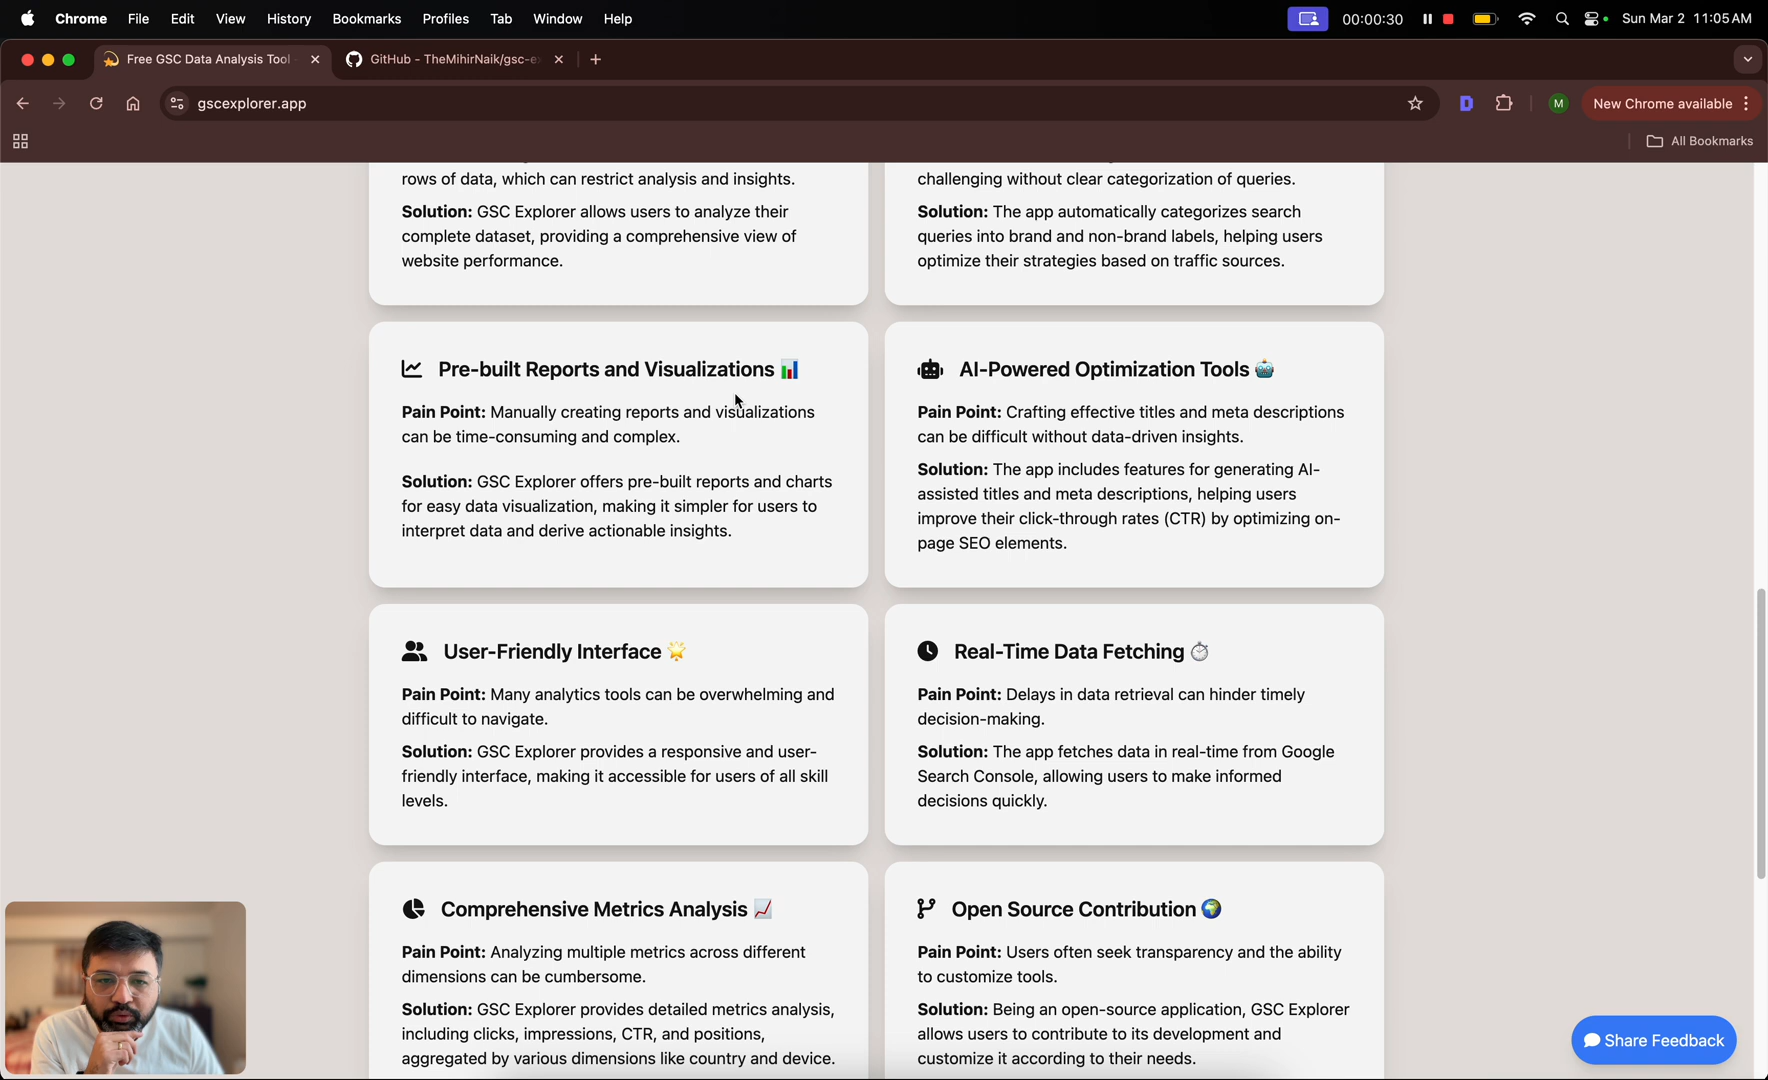 Chrome File Edit View History Bookmarks Profiles Tab Window Help 00:00:30 Sun Mar 2 11:05 AM
Free GSC Data Analysis Tool GitHub - TheMihirNaik/gsc-e
gscexplorer.app M New Chrome available
All Bookmarks
rows of data, which can restrict analysis and insights.
Solution: GSC Explorer allows users to analyze their
complete dataset, providing a comprehensive view of
website performance.
challenging without clear categorization of queries.
Solution: The app automatically categorizes search
queries into brand and non-brand labels, helping users
optimize their strategies based on traffic sources.
Pre-built Reports and Visualizations
Pain Point: Manually creating reports and visualizations
can be time-consuming and complex.
Solution: GSC Explorer offers pre-built reports and charts
for easy data visualization, making it simpler for users to
interpret data and derive actionable insights.
AI-Powered Optimization Tools
Pain Point: Crafting effective titles and meta descriptions
can be difficult without data-driven insights.
Solution: The app includes features for generating AI-
assisted titles and meta descriptions, helping users
improve their click-through rates (CTR) by optimizing on-
page SEO elements.
User-Friendly Interface
Pain Point: Many analytics tools can be overwhelming and
difficult to navigate.
Solution: GSC Explorer provides a responsive and user-
friendly interface, making it accessible for users of all skill
levels.
Real-Time Data Fetching
Pain Point: Delays in data retrieval can hinder timely
decision-making.
Solution: The app fetches data in real-time from Google
Search Console, allowing users to make informed
decisions quickly.
Comprehensive Metrics Analysis
Pain Point: Analyzing multiple metrics across different
dimensions can be cumbersome.
Solution: GSC Explorer provides detailed metrics analysis,
including clicks, impressions, CTR, and positions,
aggregated by various dimensions like country and device.
Open Source Contribution
Pain Point: Users often seek transparency and the ability
to customize tools.
Solution: Being an open-source application, GSC Explorer
allows users to contribute to its development and
customize it according to their needs.
Share Feedback